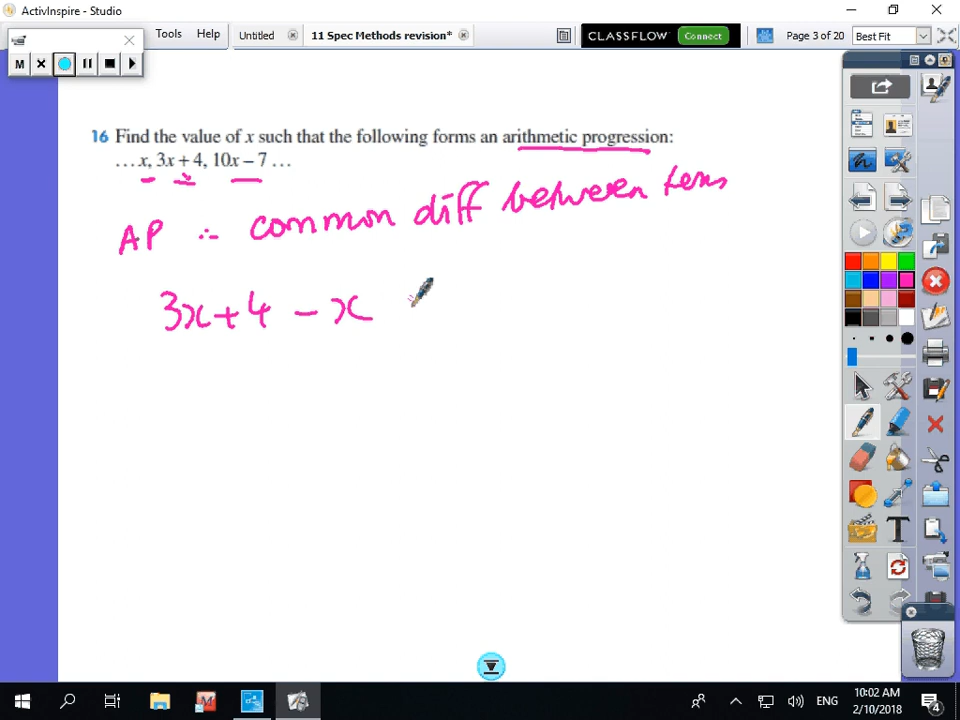 ActivInspire - Studio
Tools Help Untitled 11 Spec Methods revision* CLASSFLOW Connect Page 3 of 20 Best Fit
M
16 Find the value of x such that the following forms an arithmetic progression:
… x, 3x + 4, 10x – 7 …
AP ∴ common diff between terms
3x+4 - x
T
ENG 10:02 AM
2/10/2018 4